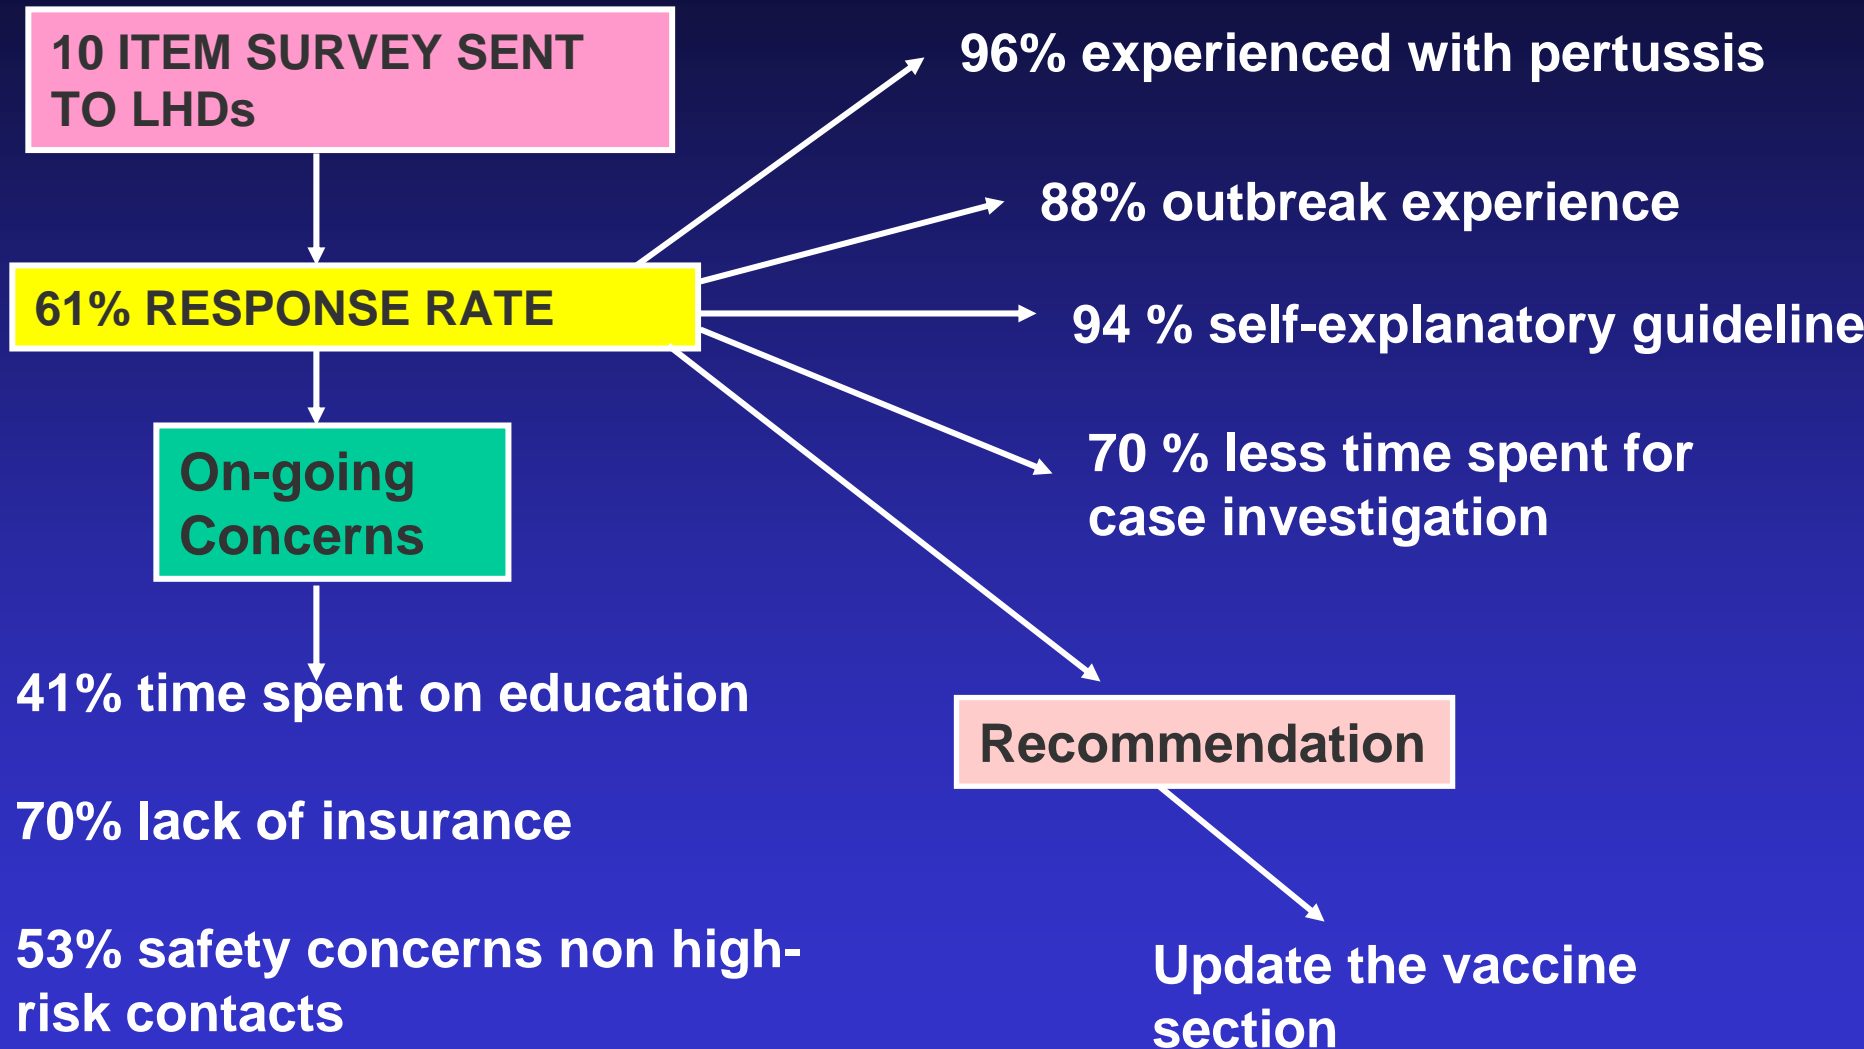 10 ITEM SURVEY SENT
TO LHDs
61% RESPONSE RATE
On-going
Concerns
41% time spent on education
70% lack of insurance
53% safety concerns non high-
risk contacts
96% experienced with pertussis
88% outbreak experience
94 % self-explanatory guideline
70 % less time spent for
case investigation
Recommendation
Update the vaccine
section